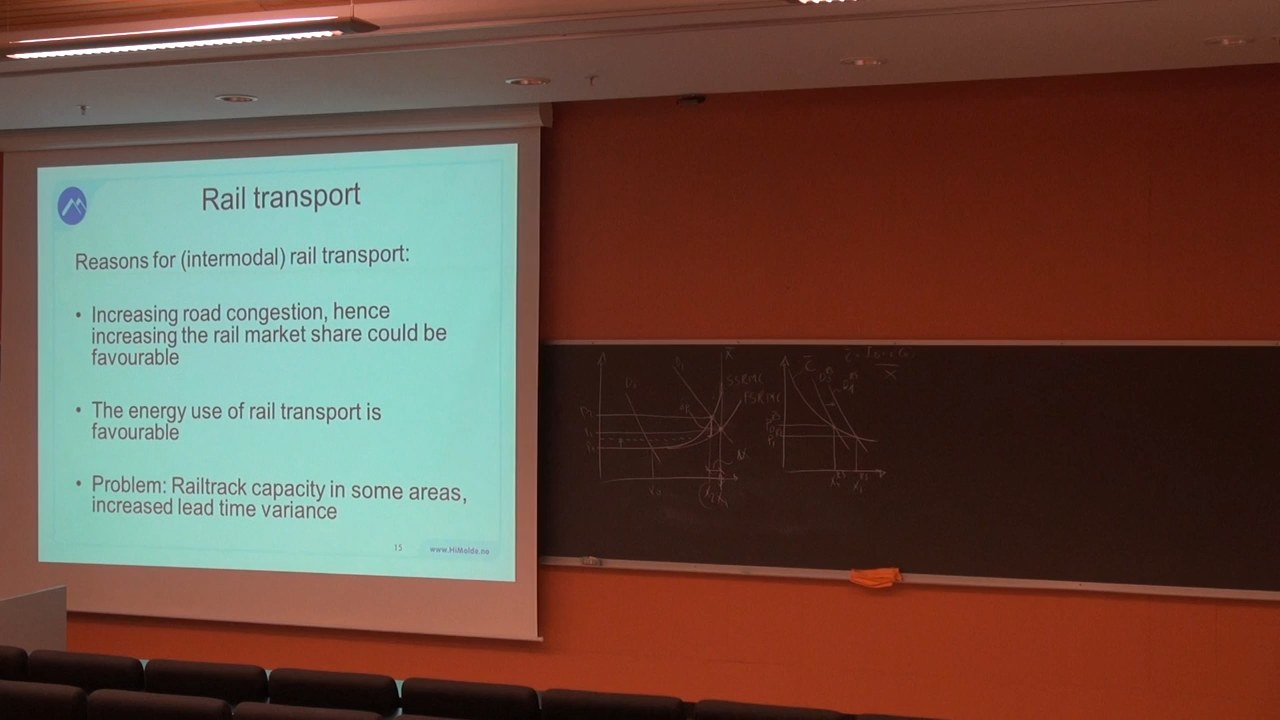 Rail transport
Reasons for (intermodal) rail transport:
• Increasing road congestion, hence
increasing the rail market share could be
favourable
• The energy use of rail transport is
favourable
• Problem: Railtrack capacity in some areas,
increased lead time variance
15 www.HiMolde.no
SSRMC